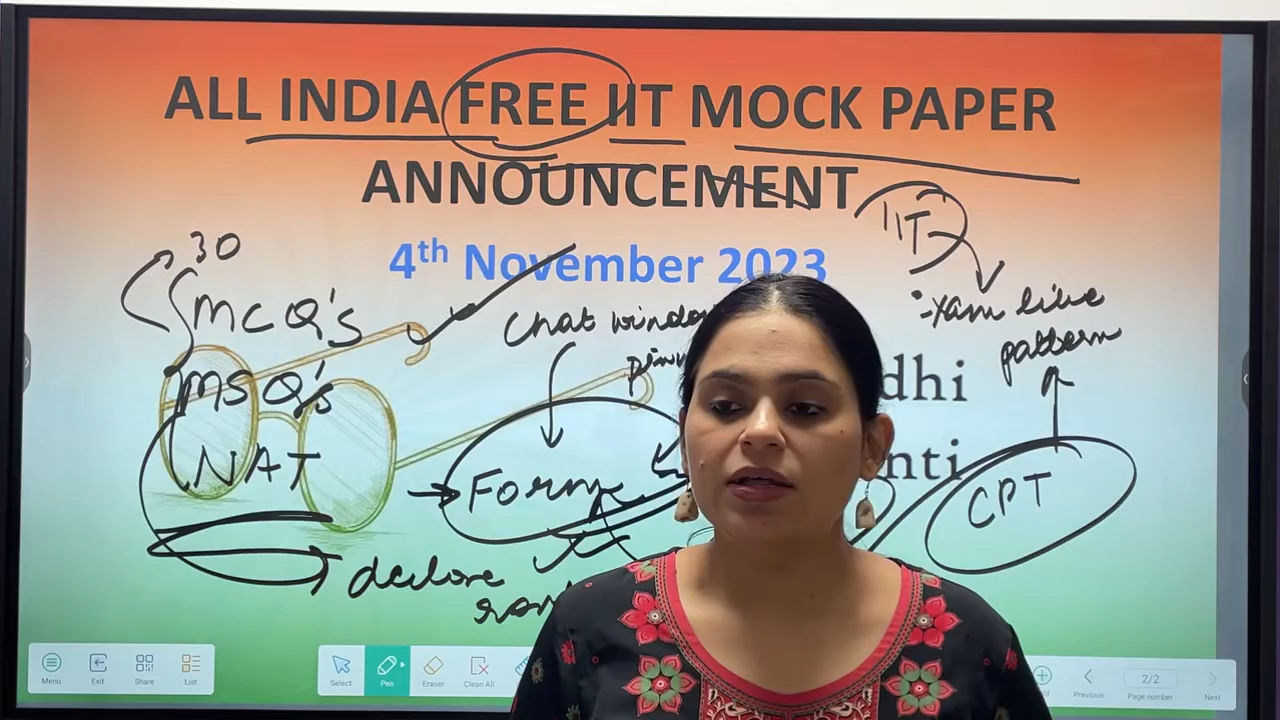 ALL INDIA FREE IIT MOCK PAPER
ANNOUNCEMENT
4th November 2023
IIT
30
MCQ's
MSQ's
NAT
Chat window
Form
declare
Exam like
pattern
CPT
dhi
nti
Menu
Exit
Share
List
Select
Pen
Eraser
Clean All
Previous
2/2
Page number
Next